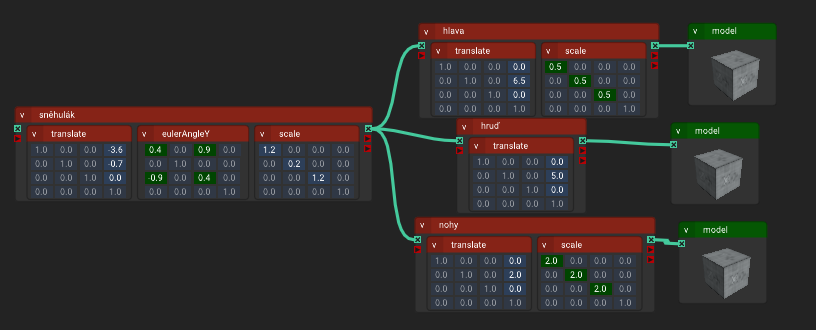 v hlava
v translate
1.0 0.0 0.0 0.0
0.0 1.0 0.0 6.5
0.0 0.0 1.0 0.0
0.0 0.0 0.0 1.0
v scale
0.5 0.0 0.0 0.0
0.0 0.5 0.0 0.0
0.0 0.0 0.5 0.0
0.0 0.0 0.0 1.0
v model
v sněhulák
v translate
1.0 0.0 0.0 -3.6
0.0 1.0 0.0 -0.7
0.0 0.0 1.0 0.0
0.0 0.0 0.0 1.0
v eulerAngleY
0.4 0.0 0.9 0.0
0.0 1.0 0.0 0.0
-0.9 0.0 0.4 0.0
0.0 0.0 0.0 1.0
v scale
1.2 0.0 0.0 0.0
0.0 0.2 0.0 0.0
0.0 0.0 1.2 0.0
0.0 0.0 0.0 1.0
v hruď
v translate
1.0 0.0 0.0 0.0
0.0 1.0 0.0 5.0
0.0 0.0 1.0 0.0
0.0 0.0 0.0 1.0
v model
v nohy
v translate
1.0 0.0 0.0 0.0
0.0 1.0 0.0 2.0
0.0 0.0 1.0 0.0
0.0 0.0 0.0 1.0
v scale
2.0 0.0 0.0 0.0
0.0 2.0 0.0 0.0
0.0 0.0 2.0 0.0
0.0 0.0 0.0 1.0
v model